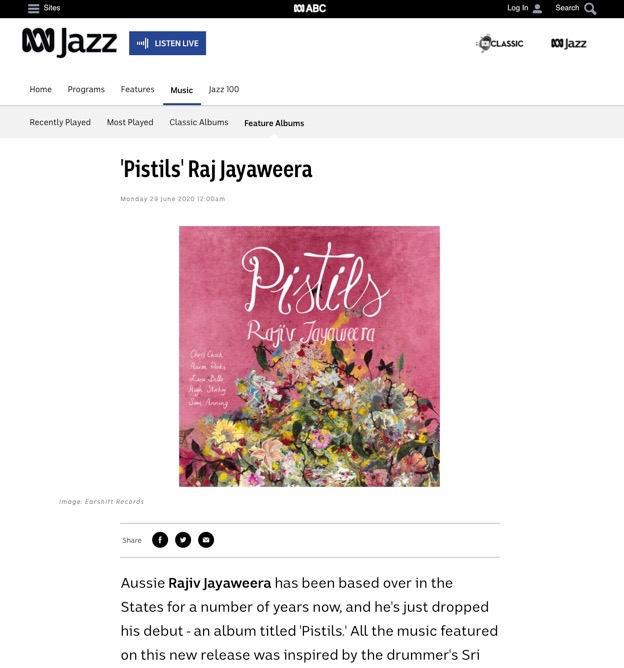 Sites
ABC
Log In
Search
Jazz
LISTEN LIVE
CLASSIC
Jazz
Home
Programs
Features
Music
Jazz 100
Recently Played
Most Played
Classic Albums
Feature Albums
'Pistils' Raj Jayaweera
Monday 29 June 2020 12:00am
Pistils
Rajiv Jayaweera
Chris Cheek
Aaron Parks
Lara Bello
Hugh Stuckey
Sam Anning
Image: Earshift Records
Share
Aussie Rajiv Jayaweera has been based over in the
States for a number of years now, and he's just dropped
his debut - an album titled 'Pistils.' All the music featured
on this new release was inspired by the drummer's Sri